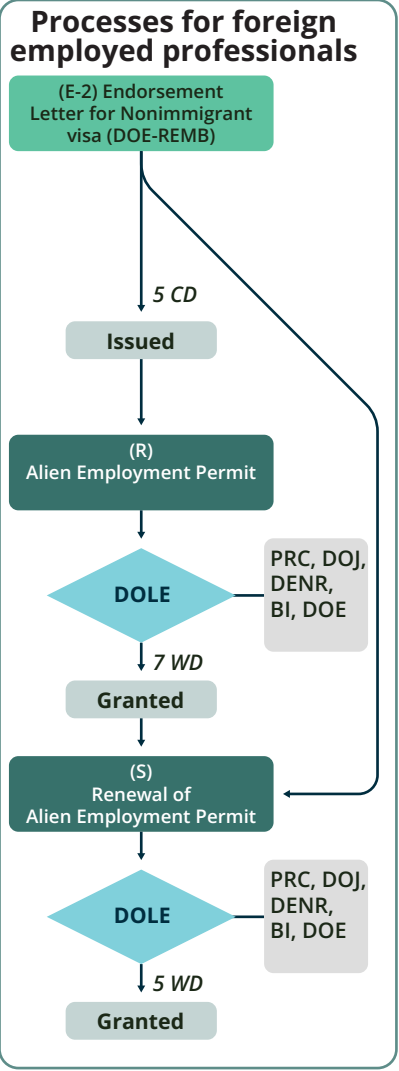 Processes for foreign
employed professionals
(E-2) Endorsement
Letter for Nonimmigrant
visa (DOE-REMB)
5 CD
Issued
(R)
Alien Employment Permit
DOLE
PRC, DOJ,
DENR,
BI, DOE
7 WD
Granted
(S)
Renewal of
Alien Employment Permit
DOLE
PRC, DOJ,
DENR,
BI, DOE
5 WD
Granted